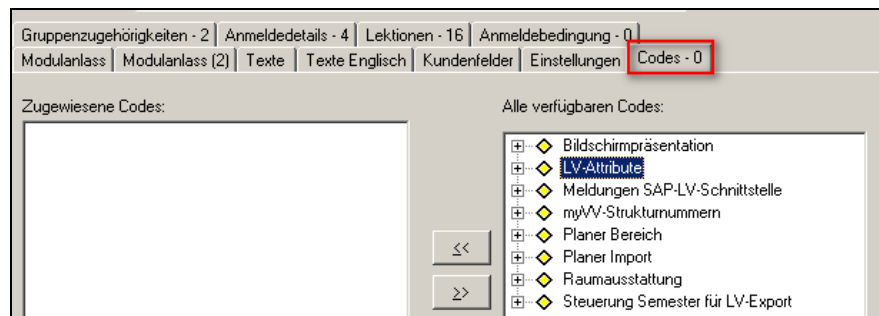 Gruppenzugehörigkeiten - 2 Anmeldedetails - 4 Lektionen - 16 Anmeldebedingung - 0
Modulanlass Modulanlass (2) Texte Texte Englisch Kundenfelder Einstellungen Codes - 0
Zugewiesene Codes:
Alle verfügbaren Codes:
Bildschirmpräsentation
LV-Attribute
Meldungen SAP-LV-Schnittstelle
myVV-Strukturnummern
Planer Bereich
Planer Import
Raumausstattung
Steuerung Semester für LV-Export
<<
>>